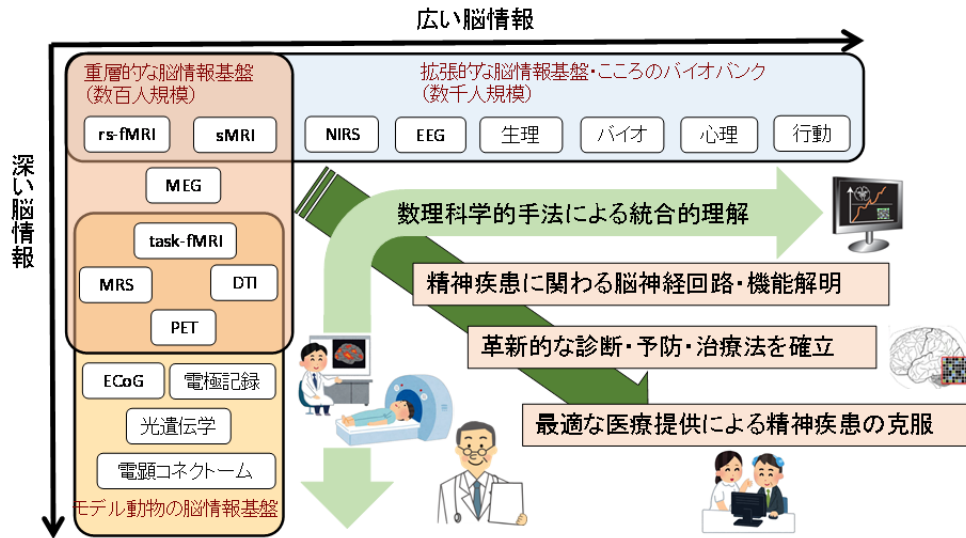 広い脳情報
深い脳情報
重層的な脳情報基盤
(数百人規模)
拡張的な脳情報基盤・こころのバイオバンク
(数千人規模)
rs-fMRI
sMRI
NIRS
EEG
生理
バイオ
心理
行動
MEG
数理科学的手法による統合的理解
task-fMRI
MRS
DTI
精神疾患に関わる脳神経回路・機能解明
PET
革新的な診断・予防・治療法を確立
ECoG
電極記録
光遺伝学
最適な医療提供による精神疾患の克服
電顕コネクトーム
モデル動物の脳情報基盤